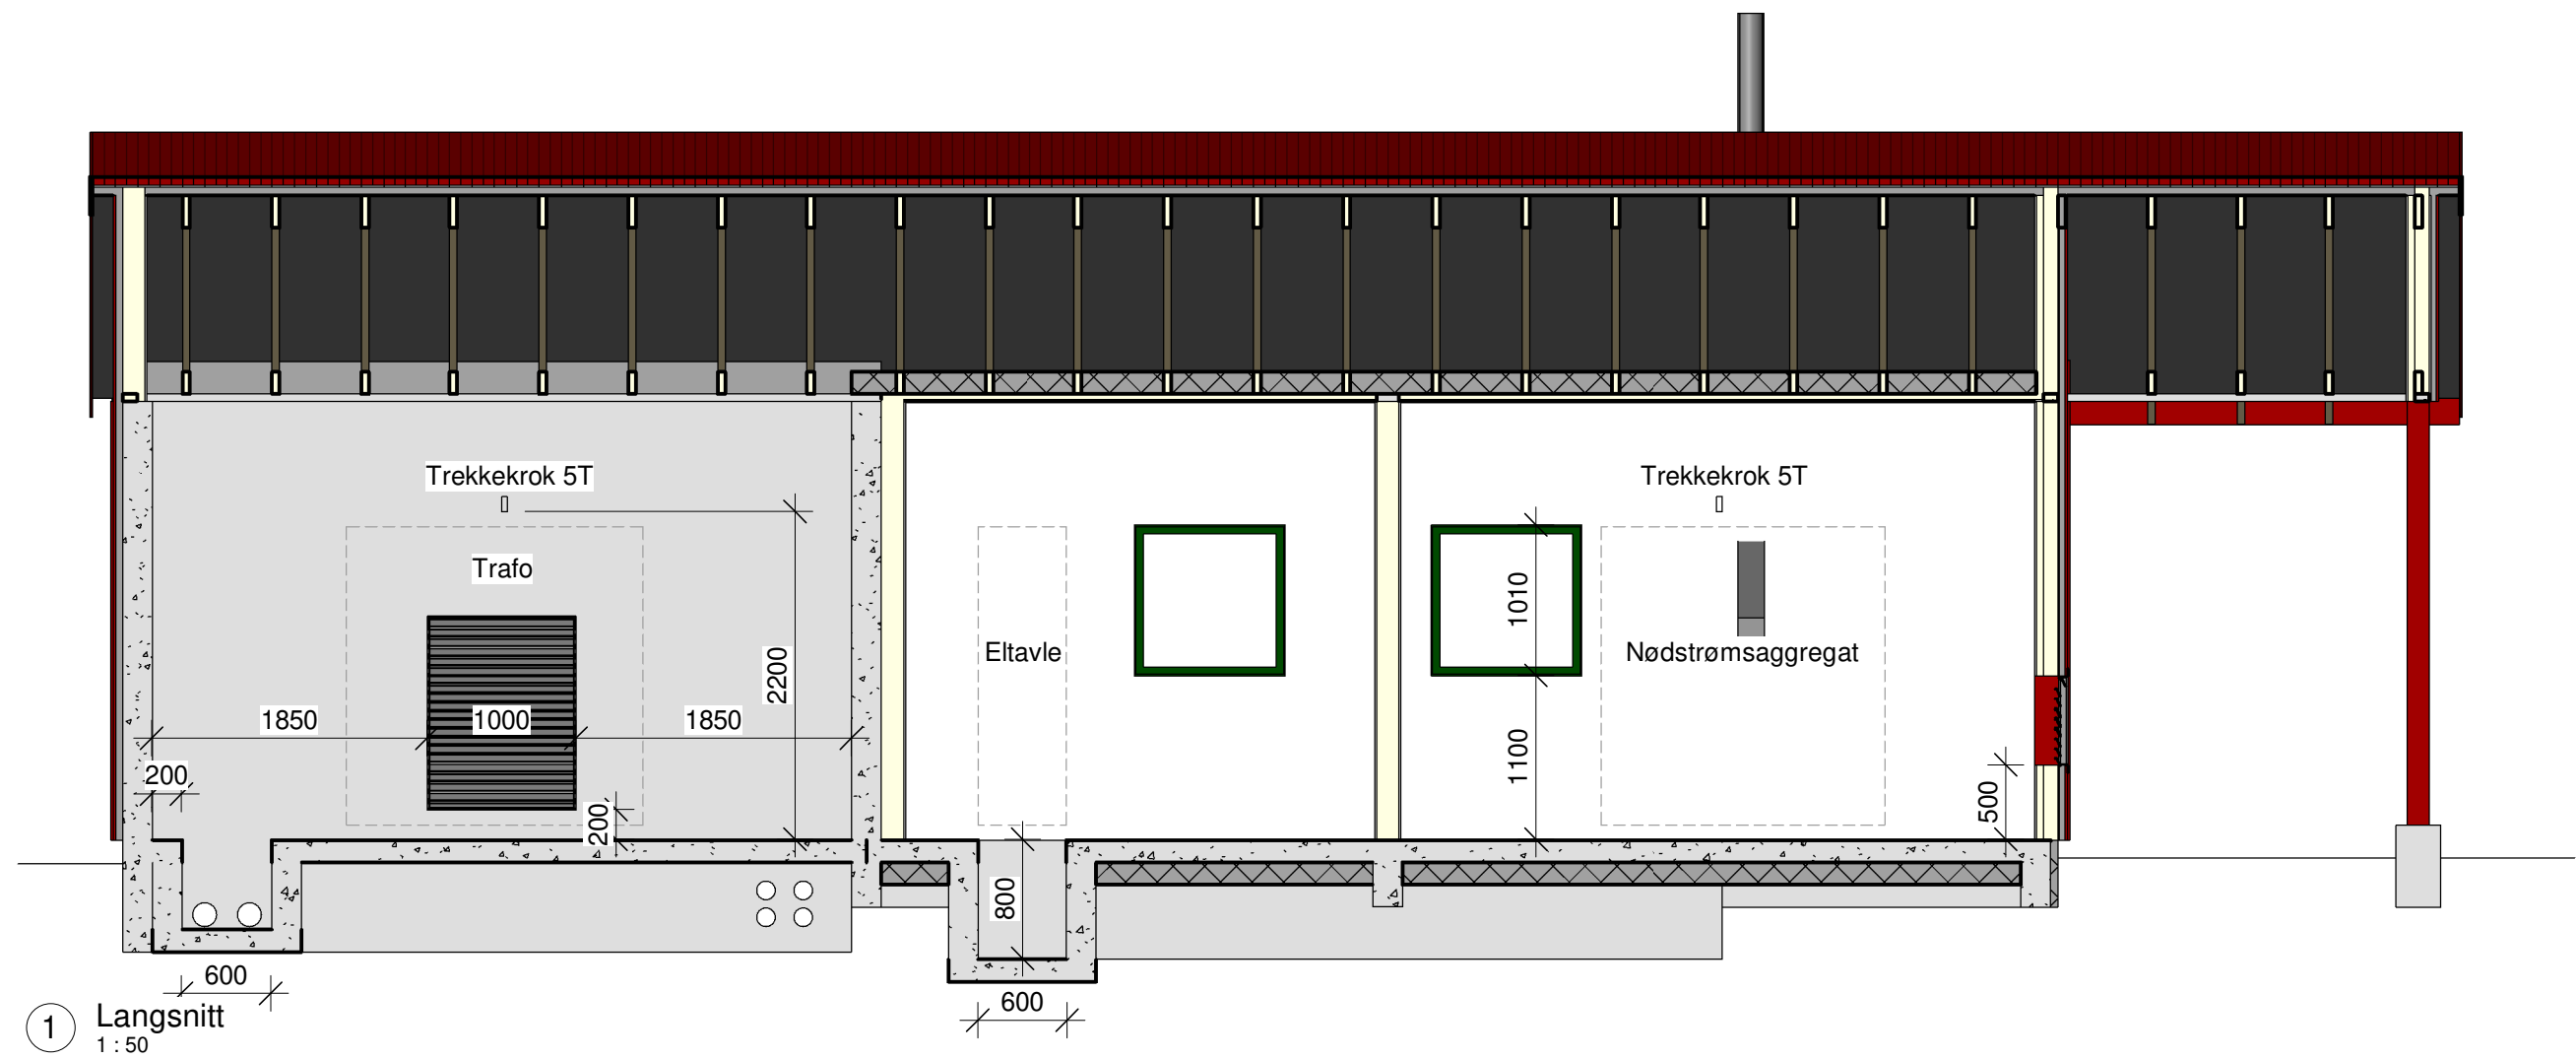 Trekkekrok 5T
Trekkekrok 5T
Trafo
1010
Eltavle
Nødstrømsaggregat
2200
1850
1000
1850
1100
200
200
500
800
600
600
1
Langsnitt
1 : 50